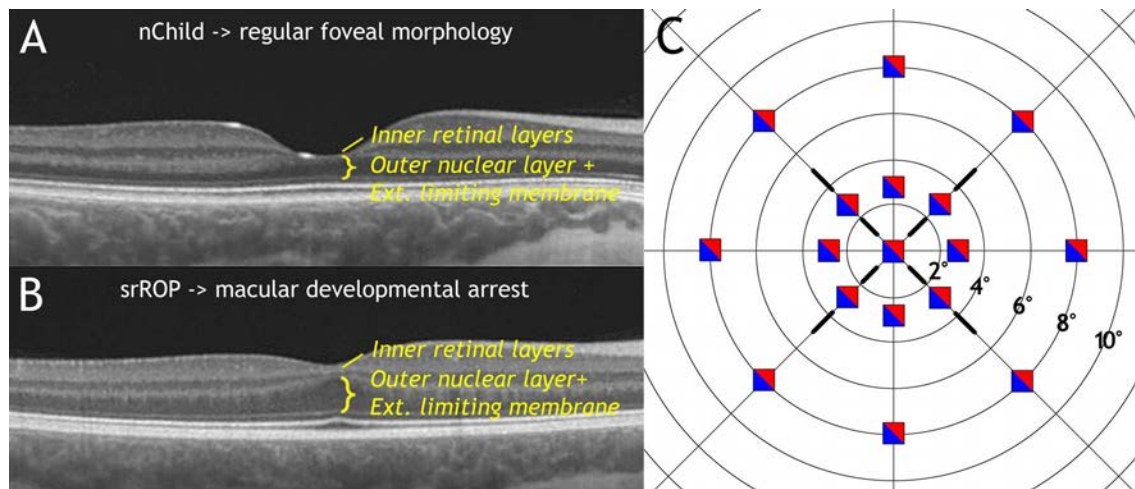 A
nChild -> regular foveal morphology
Inner retinal layers
Outer nuclear layer +
Ext. limiting membrane
B
srROP -> macular developmental arrest
Inner retinal layers
Outer nuclear layer+
Ext. limiting membrane
C
2°
4°
6°
8°
10°